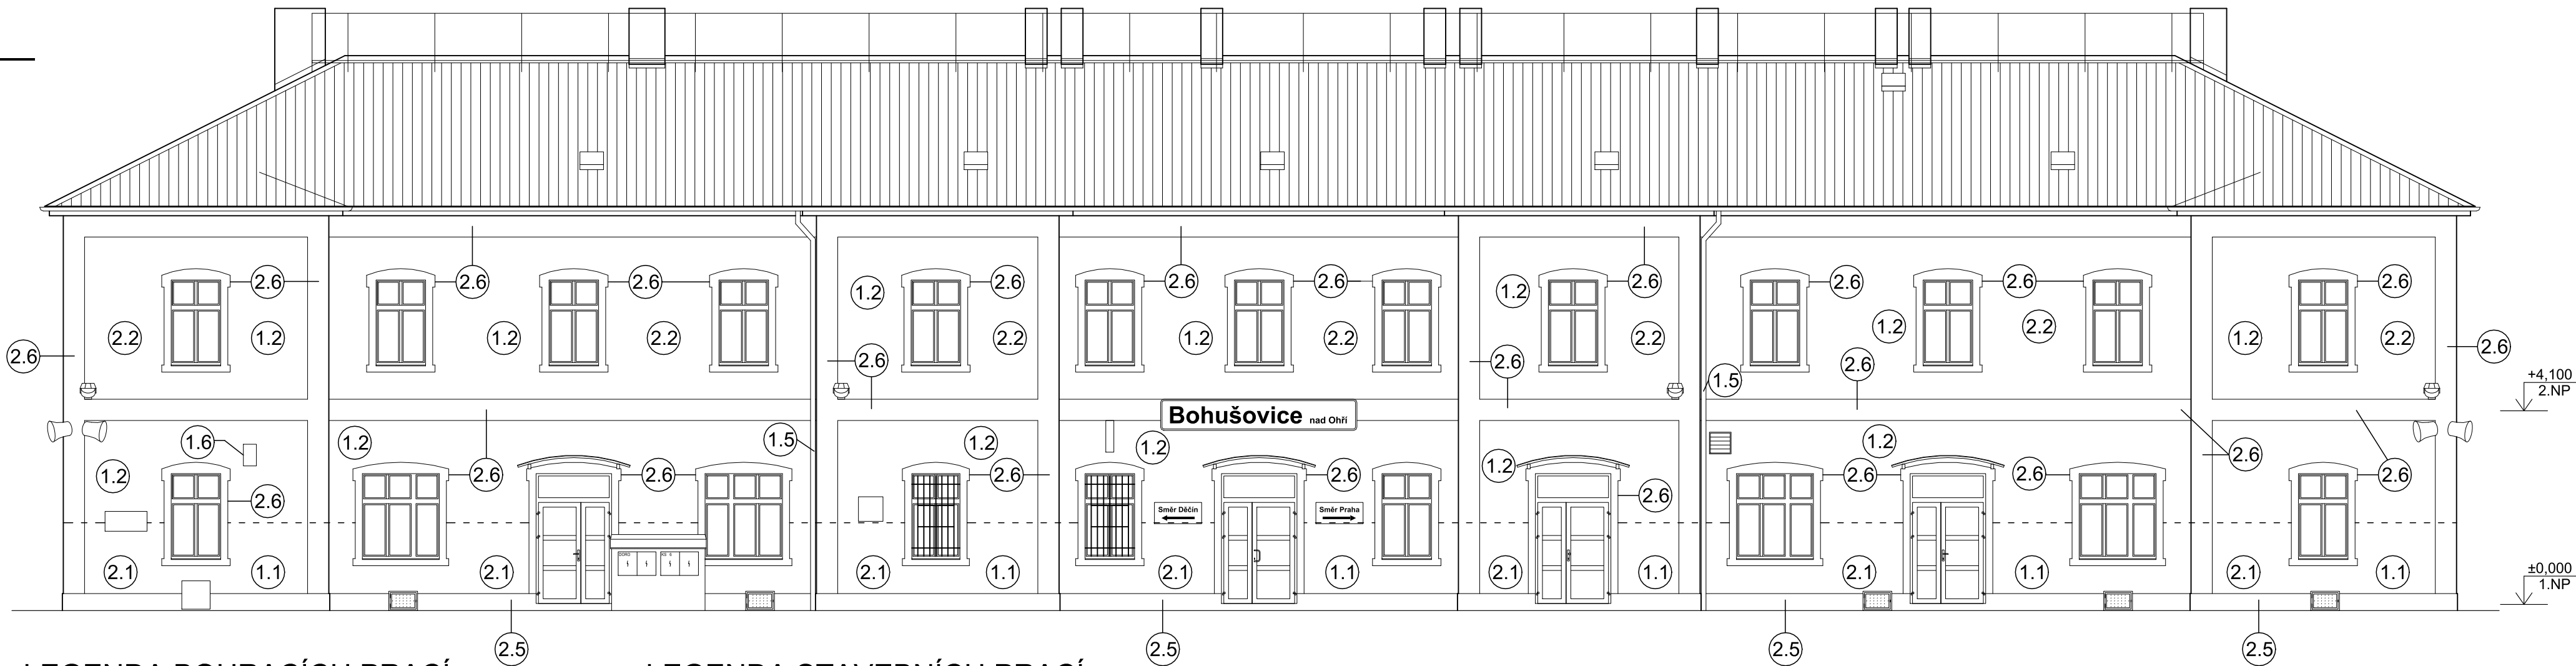 2.6 2.6 2.6 2.6 2.6 2.6 2.6 2.6 2.6 2.6
1.2 1.2
2.2 1.2 1.2 2.2 2.2 1.2 2.2 2.2 1.2 2.2 1.2 2.2
2.6 2.6 2.6 2.6 2.6
1.5
+4,100
2.NP
Bohušovice nad Ohří
1.6 1.2 1.5 1.2 1.2 1.2
1.2 2.6 2.6 2.6 2.6 1.2 2.6 2.6 2.6 2.6
2.6 2.6
Směr Děčín Směr Praha
2.1 1.1 2.1 2.1 1.1 2.1 1.1 2.1 1.1 2.1 1.1 2.1 1.1
±0,000
1.NP
2.5 2.5 2.5 2.5
LEGENDA BOURACÍCH PRACÍ LEGENDA STAVEBNÍCH PRACÍ